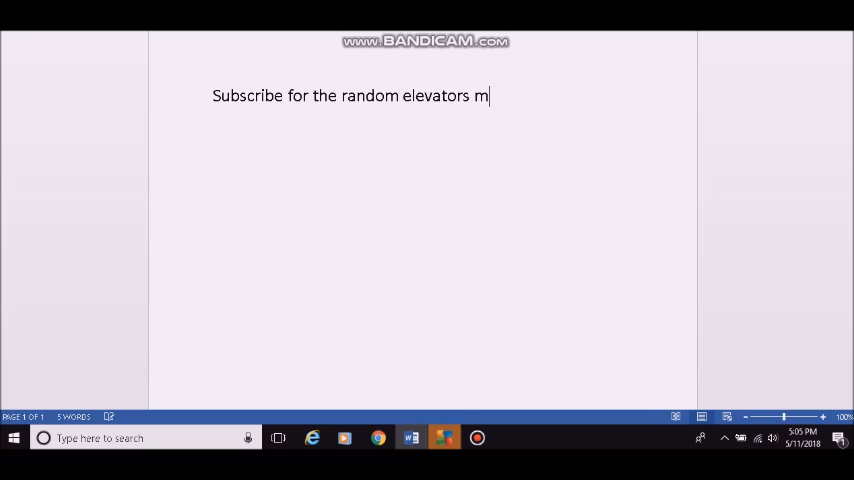 www.BANDICAM.com
Subscribe for the random elevators m
PAGE 1 OF 1 5 WORDS 100%
Type here to search
5:05 PM
5/11/2018
1